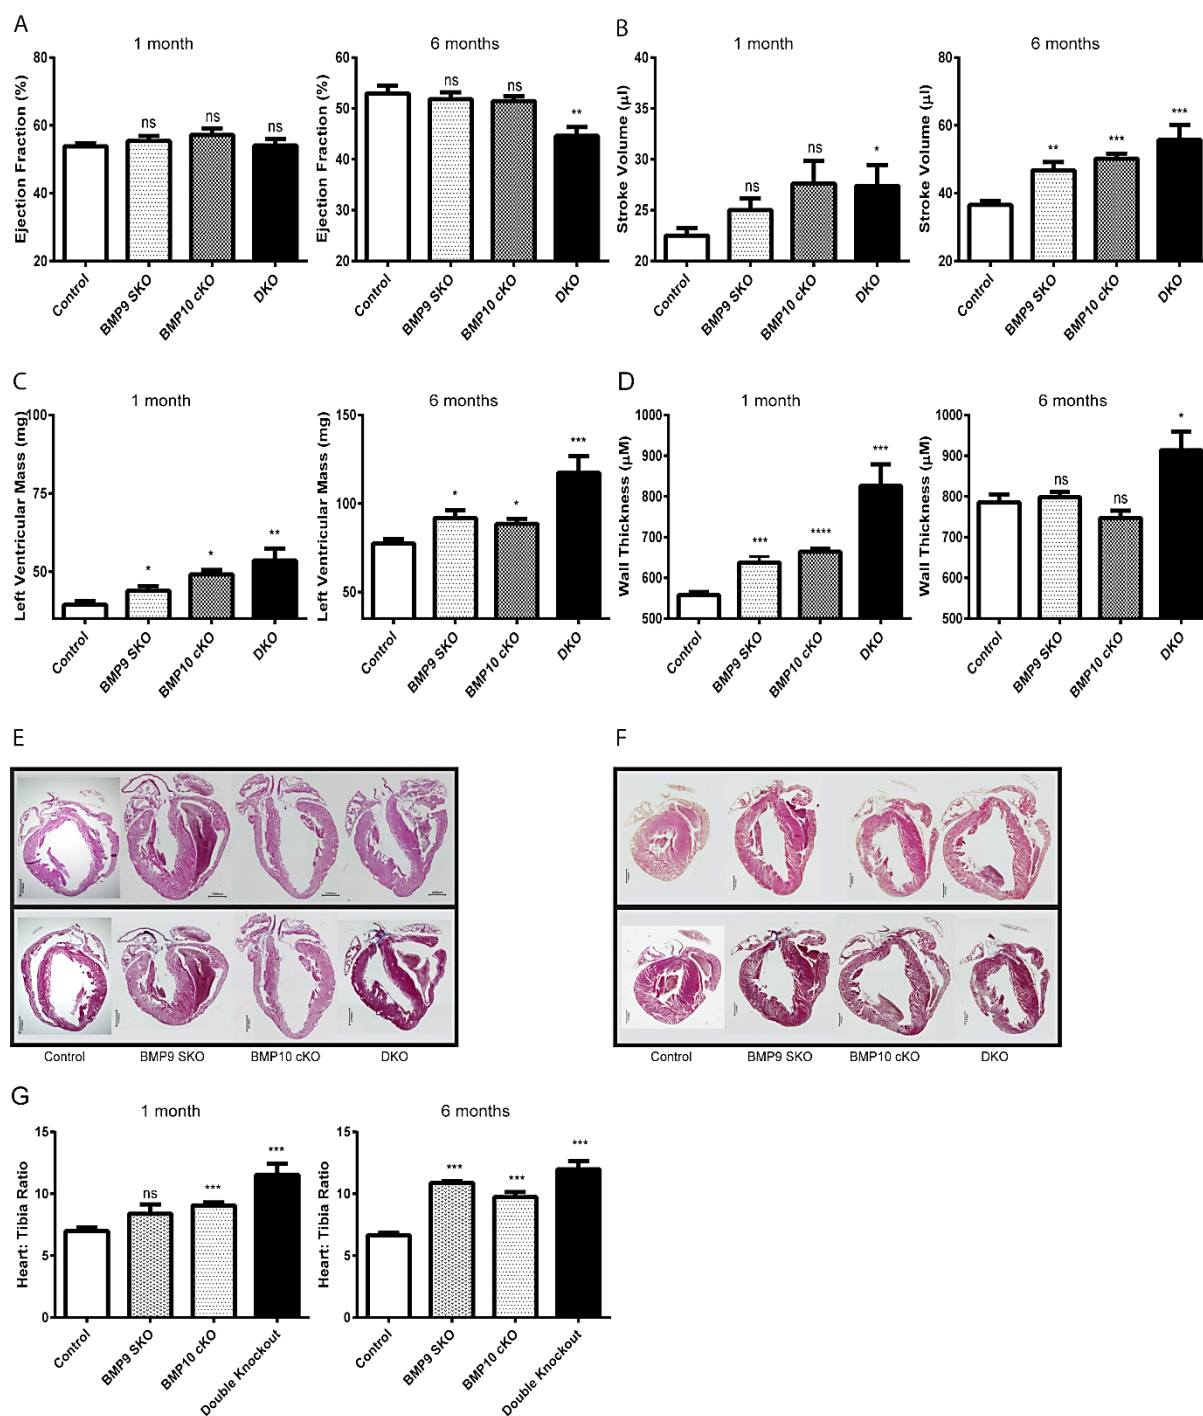 A
1 month
Ejection Fraction (%)
80
60
40
20
ns
ns
ns
Control
BMP9 SKO
BMP10 cKO
DKO
6 months
Ejection Fraction (%)
60
50
40
30
20
ns
ns
**
Control
BMP9 SKO
BMP10 cKO
DKO
B
1 month
Stroke Volume (µl)
40
35
30
25
20
ns
ns
*
Control
BMP9 SKO
BMP10 cKO
DKO
6 months
Stroke Volume (µl)
80
60
40
20
**
***
***
Control
BMP9 SKO
BMP10 cKO
DKO
C
1 month
Left Ventricular Mass (mg)
100
75
50
*
*
**
Control
BMP9 SKO
BMP10 cKO
DKO
6 months
Left Ventricular Mass (mg)
150
100
50
*
*
***
Control
BMP9 SKO
BMP10 cKO
DKO
D
1 month
Wall Thickness (µM)
1000
900
800
700
600
500
***
****
***
Control
BMP9 SKO
BMP10 cKO
DKO
6 months
Wall Thickness (µM)
1000
900
800
700
600
500
ns
ns
*
Control
BMP9 SKO
BMP10 cKO
DKO
E
Control
BMP9 SKO
BMP10 cKO
DKO
F
Control
BMP9 SKO
BMP10 cKO
DKO
G
1 month
Heart: Tibia Ratio
15
10
5
0
ns
***
***
Control
BMP9 SKO
BMP10 cKO
Double Knockout
6 months
Heart: Tibia Ratio
15
10
5
0
***
***
***
Control
BMP9 SKO
BMP10 cKO
Double Knockout